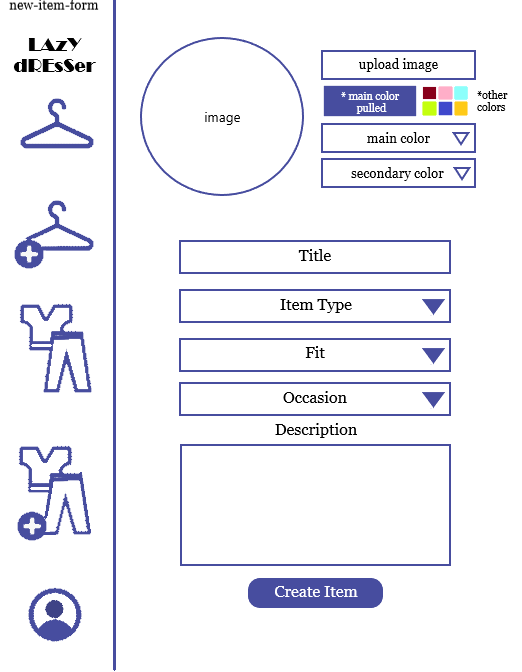 new-item-form
LAzY
dREsSer
image
upload image
* main color
pulled
*other
colors
main color
secondary color
Title
Item Type
Fit
Occasion
Description
Create Item